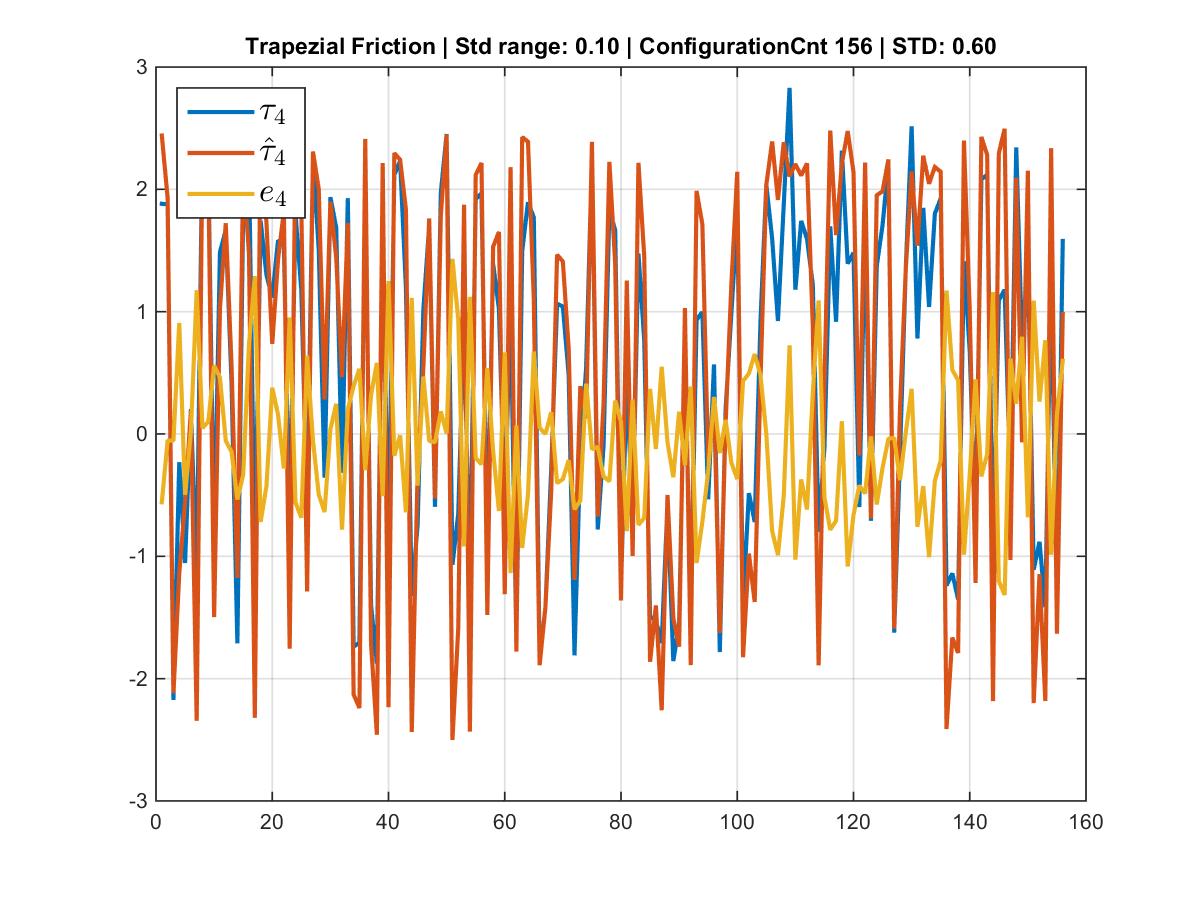 Trapezial Friction | Std range: 0.10 | ConfigurationCnt 156 | STD: 0.60
3
2
1
0
-1
-2
-3
τ₄
τ̂₄
e₄
0 20 40 60 80 100 120 140 160